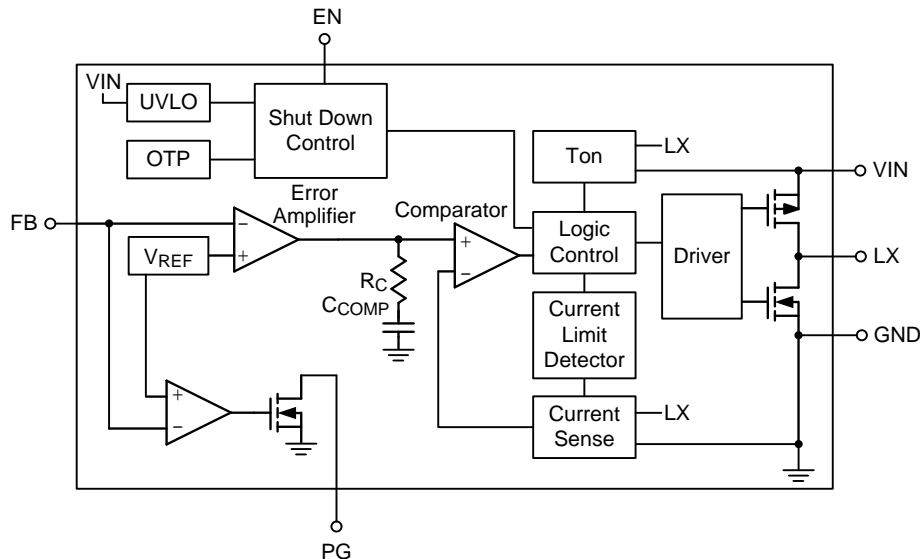 EN
VIN
UVLO
Shut Down
Control
OTP
Ton
LX
VIN
Error
Amplifier
Comparator
FB
−
+
VREF
+
−
Logic
Control
Driver
LX
RC
CCOMP
Current
Limit
Detector
GND
+
−
Current
Sense
LX
PG